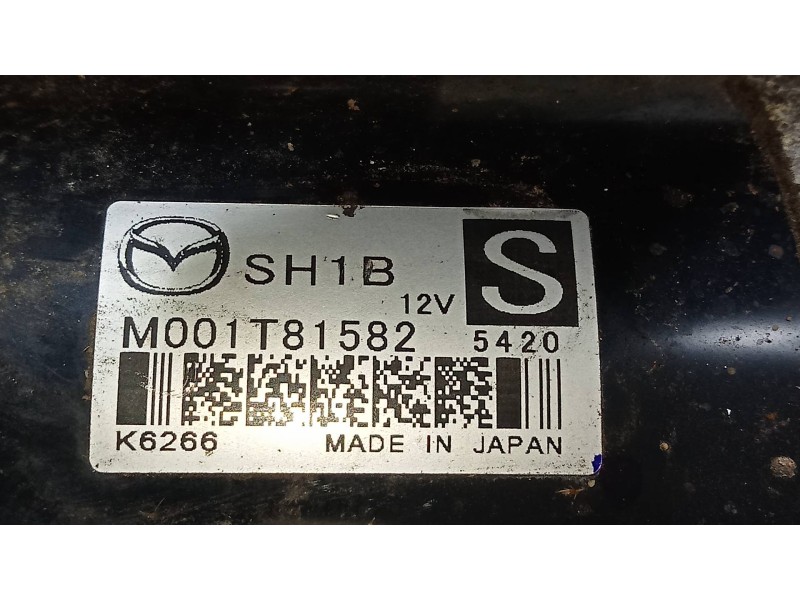 SH1B
S
12V
M001T81582
5420
K6266
MADE IN JAPAN